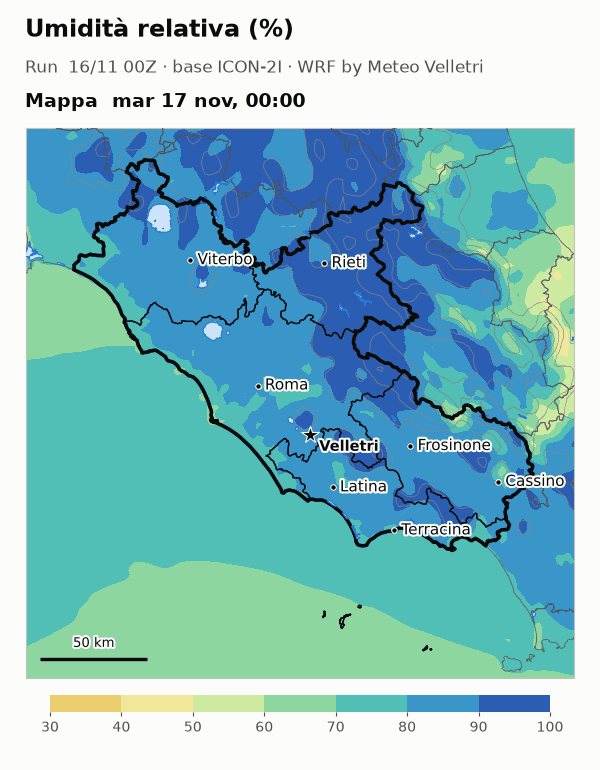 Umidità relativa (%)
Run  16/11 00Z · base ICON-2I · WRF by Meteo Velletri
Mappa  mar 17 nov, 00:00
Viterbo
Rieti
Roma
Velletri
Frosinone
Latina
Cassino
Terracina
50 km
30 40 50 60 70 80 90 100